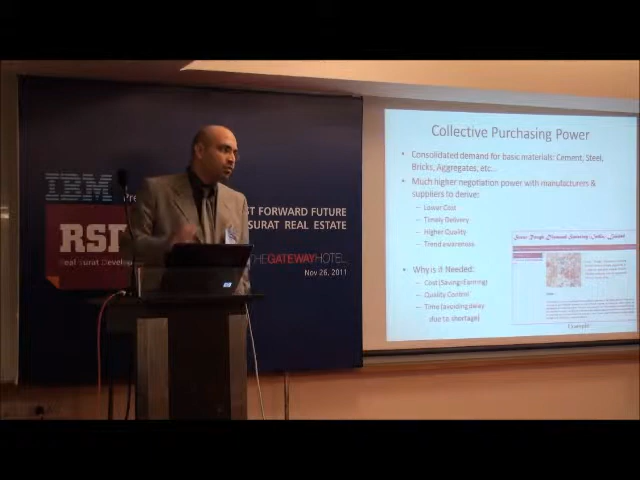 IBM
ST FORWARD FUTURE
SURAT REAL ESTATE
RSD
Real Surat Develo
THE GATEWAY HOTEL
Nov 26, 2011
hp
Collective Purchasing Power
• Consolidated demand for basic materials: Cement, Steel,
Bricks, Aggregates, etc...
• Much higher negotiation power with manufacturers &
suppliers to derive:
– Lower Cost
– Timely Delivery
– Higher Quality
– Trend awareness
• Why is it Needed:
– Cost (Saving=Earning)
– Quality Control
– Time (avoiding delay
due to shortage)
Example